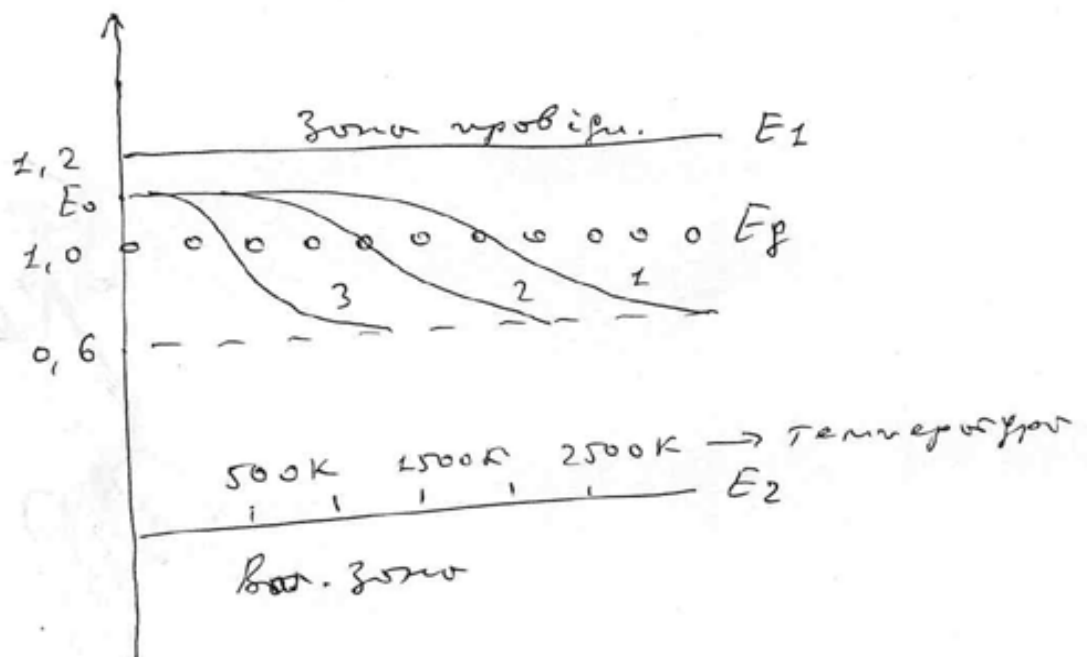 Зона провідн. E1
1,2
E0
1,0 Eg
3 2 1
0,6
500K 1500K 2500K → температура
E2
Вал. зона